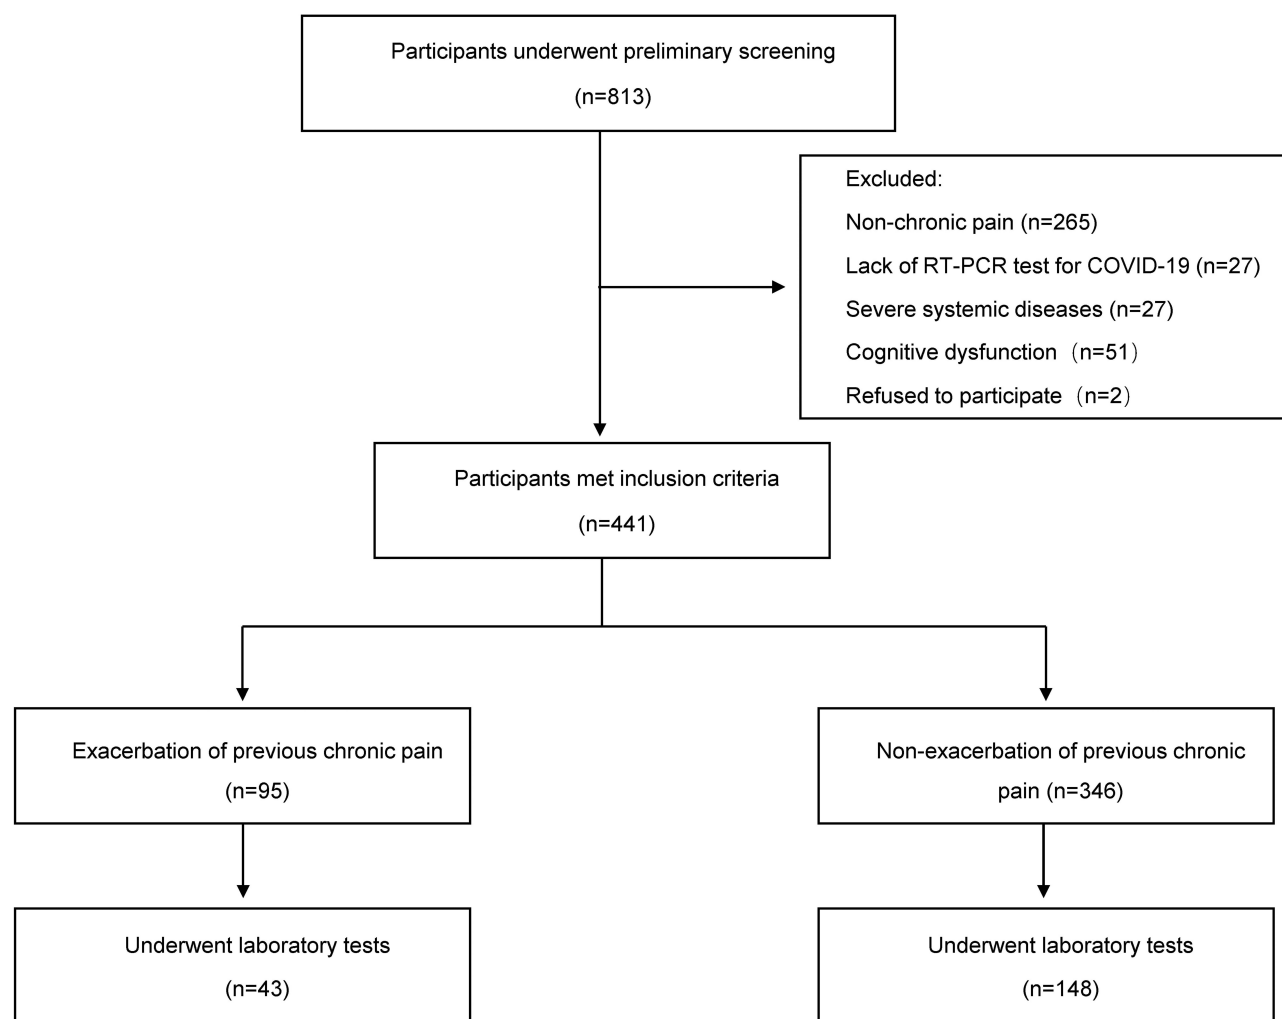 Participants underwent preliminary screening
(n=813)
Excluded:
Non-chronic pain (n=265)
Lack of RT-PCR test for COVID-19 (n=27)
Severe systemic diseases (n=27)
Cognitive dysfunction（n=51）
Refused to participate（n=2）
Participants met inclusion criteria
(n=441)
Exacerbation of previous chronic pain
(n=95)
Non-exacerbation of previous chronic
pain (n=346)
Underwent laboratory tests
(n=43)
Underwent laboratory tests
(n=148)